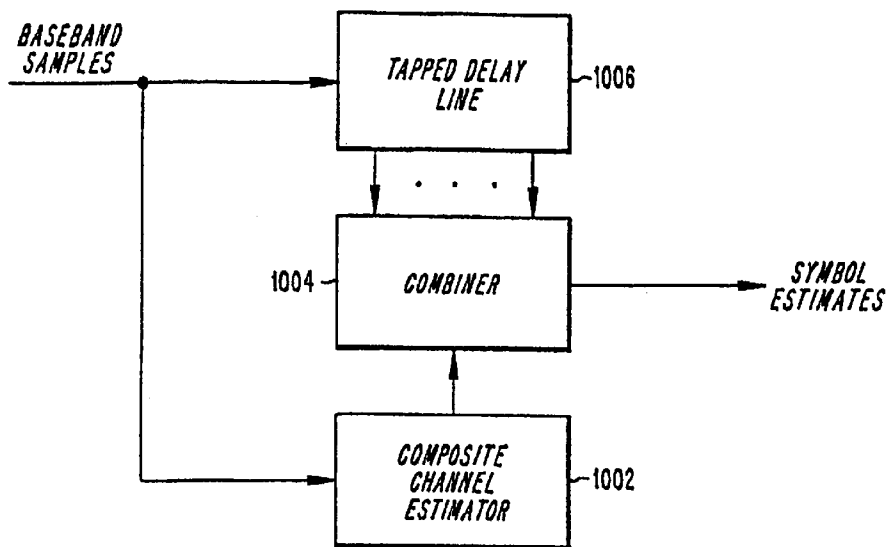 BASEBAND
SAMPLES
TAPPED DELAY
LINE
1006
. . .
1004
COMBINER
SYMBOL
ESTIMATES
COMPOSITE
CHANNEL
ESTIMATOR
1002